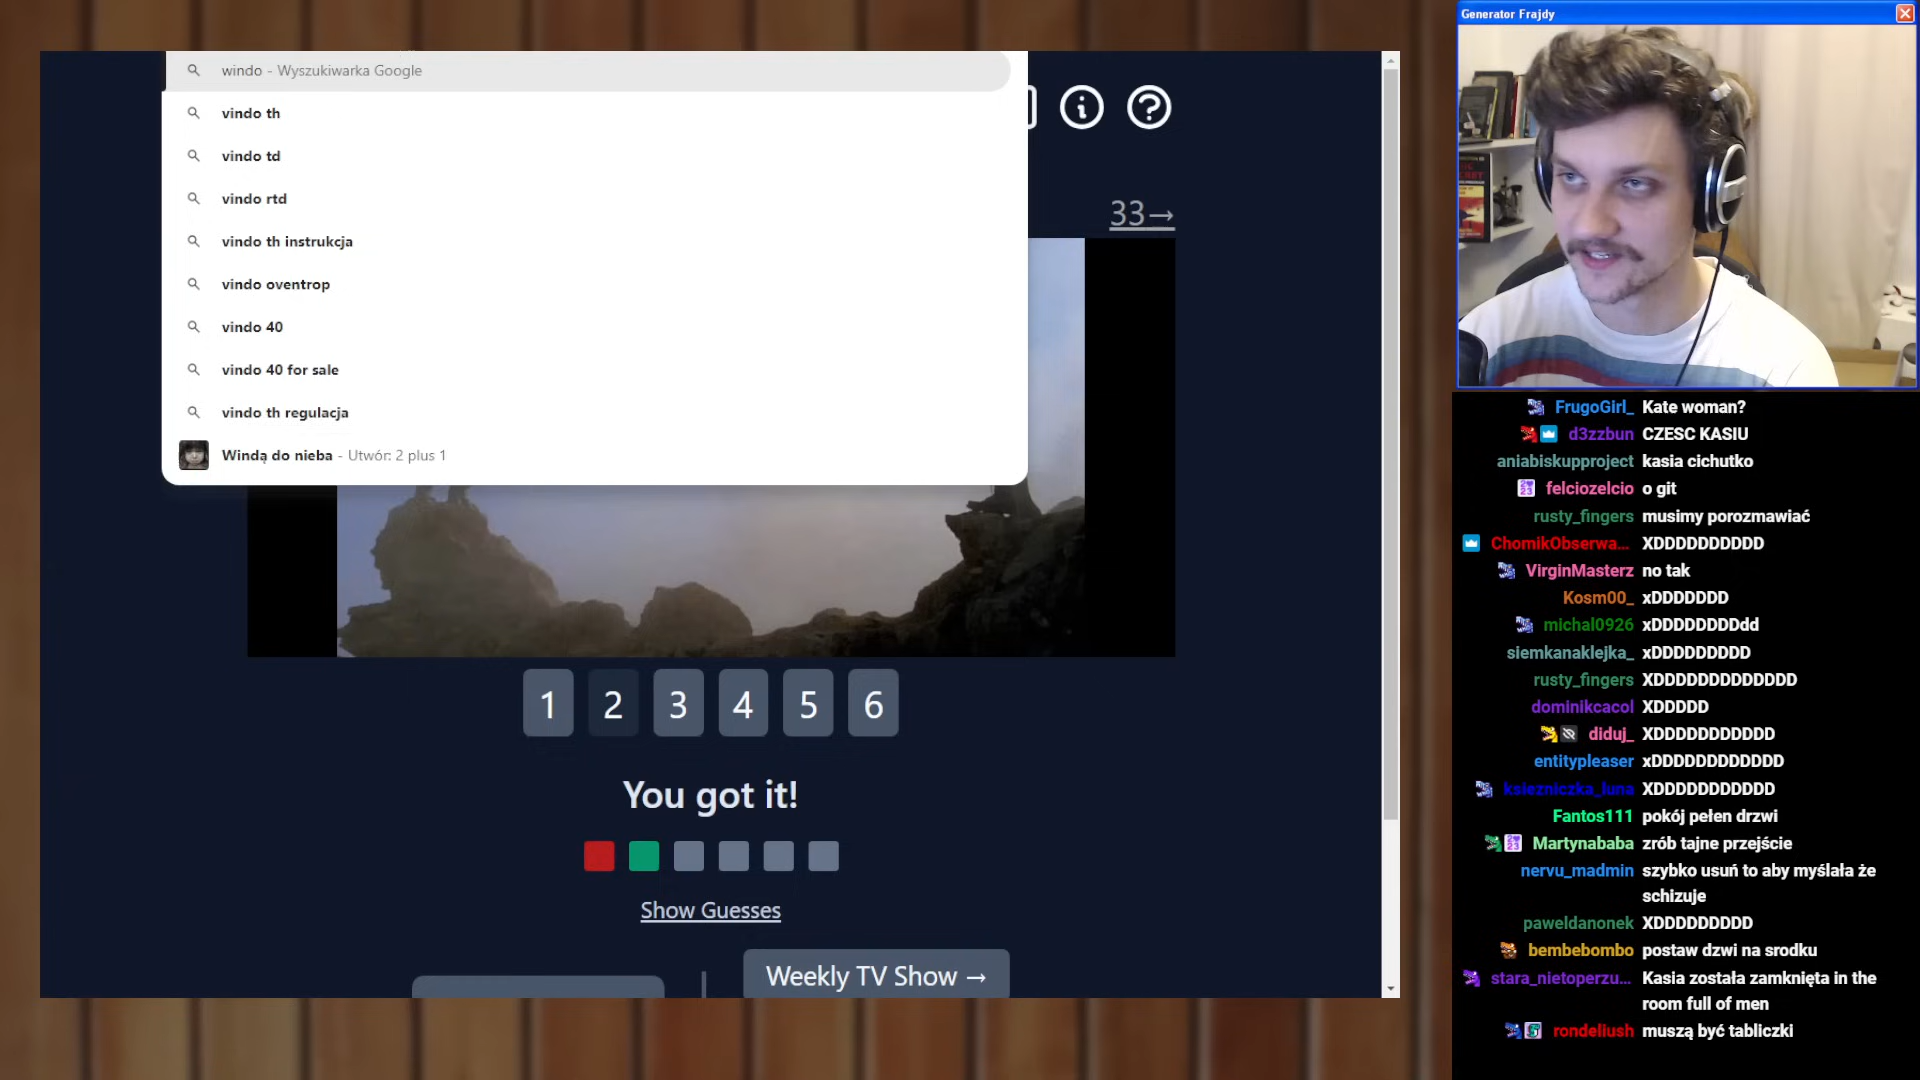 windo - Wyszukiwarka Google
vindo th
vindo td
vindo rtd
vindo th instrukcja
vindo oventrop
vindo 40
vindo 40 for sale
vindo th regulacja
Windą do nieba - Utwór: 2 plus 1
33→
1 2 3 4 5 6
You got it!
Show Guesses
Weekly TV Show →
Generator Frajdy
FrugoGirl_ Kate woman?
d3zzbun CZESC KASIU
aniabiskupproject kasia cichutko
felciozelcio o git
rusty_fingers musimy porozmawiać
ChomikObserwa... XDDDDDDDDDD
VirginMasterz no tak
Kosm00_ xDDDDDDD
michal0926 xDDDDDDDDdd
siemkanaklejka_ xDDDDDDDDD
rusty_fingers XDDDDDDDDDDDDD
dominikcacol XDDDDD
diduj_ XDDDDDDDDDDD
entitypleaser xDDDDDDDDDDDD
ksiezniczka_luna XDDDDDDDDDDD
Fantos111 pokój pełen drzwi
Martynababa zrób tajne przejście
nervu_madmin szybko usuń to aby myślała że
schizuje
paweldanonek XDDDDDDDDD
bembebombo postaw dzwi na srodku
stara_nietoperzu... Kasia została zamknięta in the
room full of men
rondeliush muszą być tabliczki